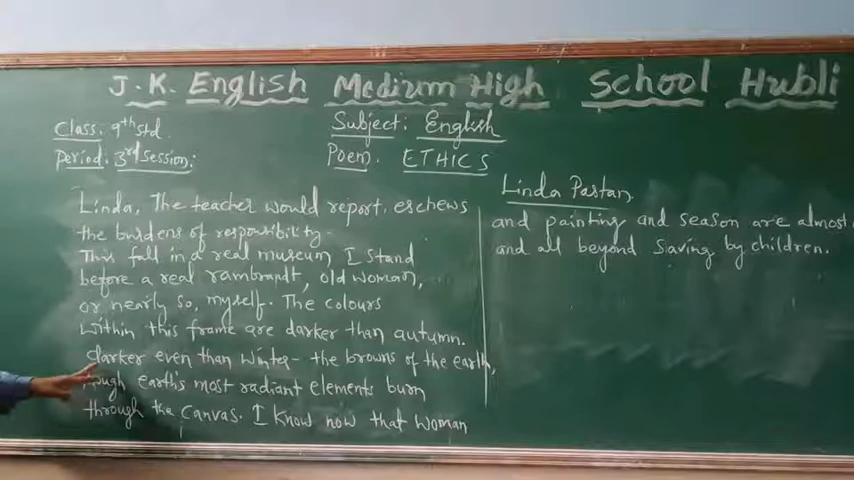 J.K. English Medium High School Hubli
Class: 9th Std.
Subject: English
Period: 3rd Session:
Poem. ETHICS
Linda, The teacher would report, eschews
the burdens of responsibility.
This fall in a real museum I stand
before a real rambrandt, old woman,
or nearly so, myself. The colours
within this frame are darker than autumn.
darker even than winter - the browns of the earth,
earth's most radiant elements burn
through the canvas. I know now that woman
Linda Pastan.
and painting and season are almost
and all beyond saving by children.